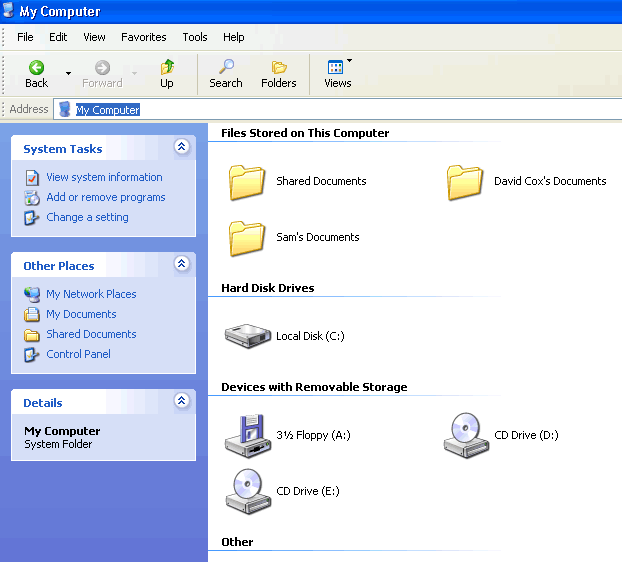 My Computer
File Edit View Favorites Tools Help
Back Forward Up Search Folders Views
Address My Computer
System Tasks
View system information
Add or remove programs
Change a setting
Other Places
My Network Places
My Documents
Shared Documents
Control Panel
Details
My Computer
System Folder
Files Stored on This Computer
Shared Documents David Cox's Documents
Sam's Documents
Hard Disk Drives
Local Disk (C:)
Devices with Removable Storage
3½ Floppy (A:) CD Drive (D:)
CD Drive (E:)
Other